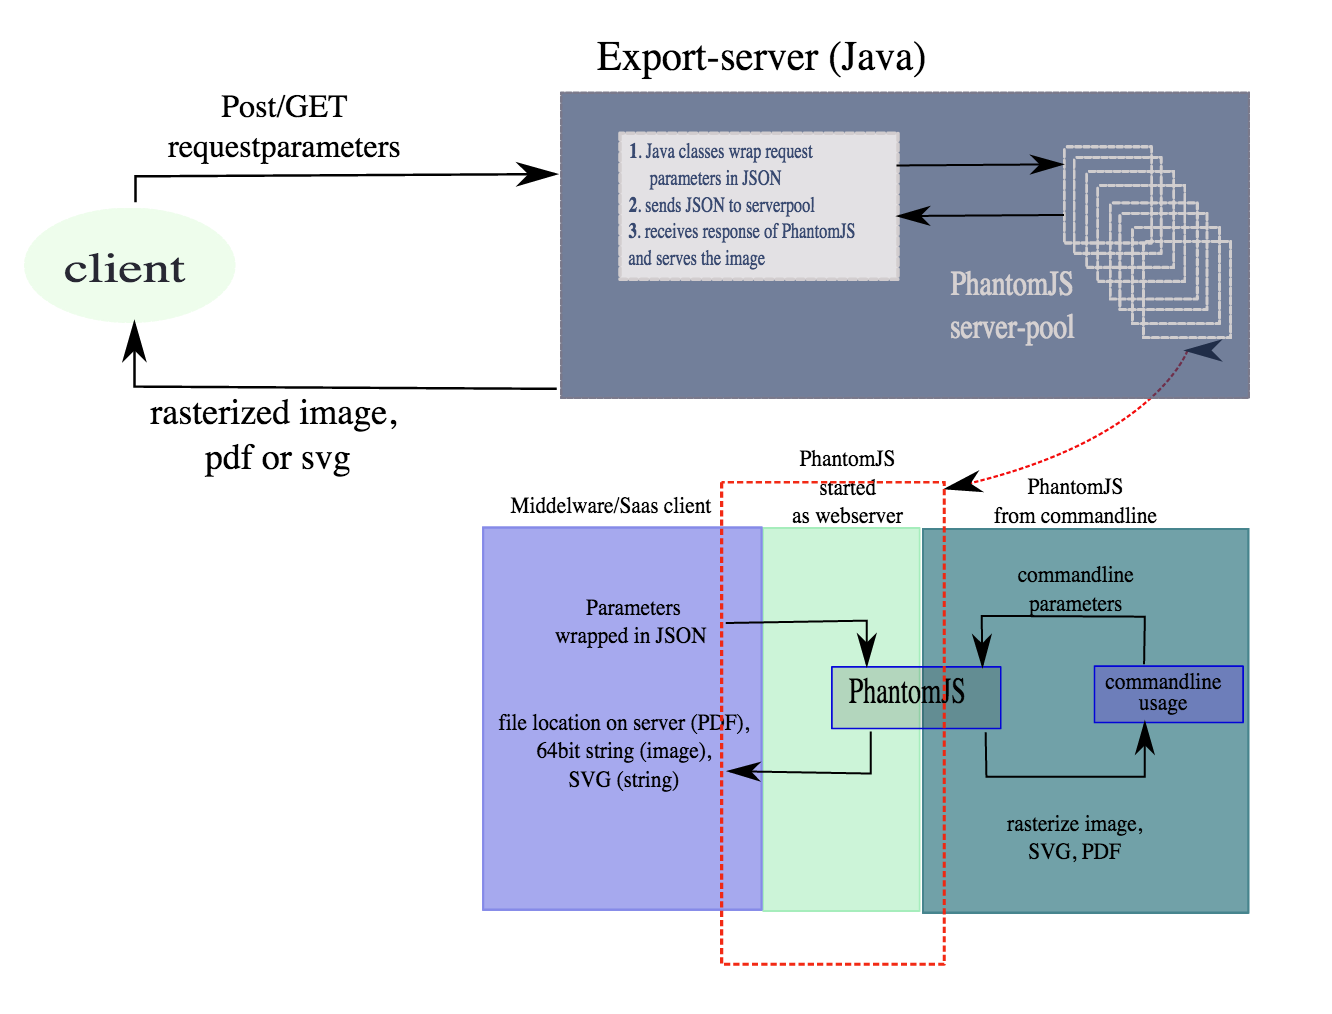 Export-server (Java)
Post/GET
requestparameters
client
rasterized image,
pdf or svg
1. Java classes wrap request
parameters in JSON
2. sends JSON to serverpool
3. receives response of PhantomJS
and serves the image
PhantomJS
server-pool
Middelware/Saas client
PhantomJS
started
as webserver
PhantomJS
from commandline
Parameters
wrapped in JSON
file location on server (PDF),
64bit string (image),
SVG (string)
PhantomJS
commandline
parameters
commandline
usage
rasterize image,
SVG, PDF